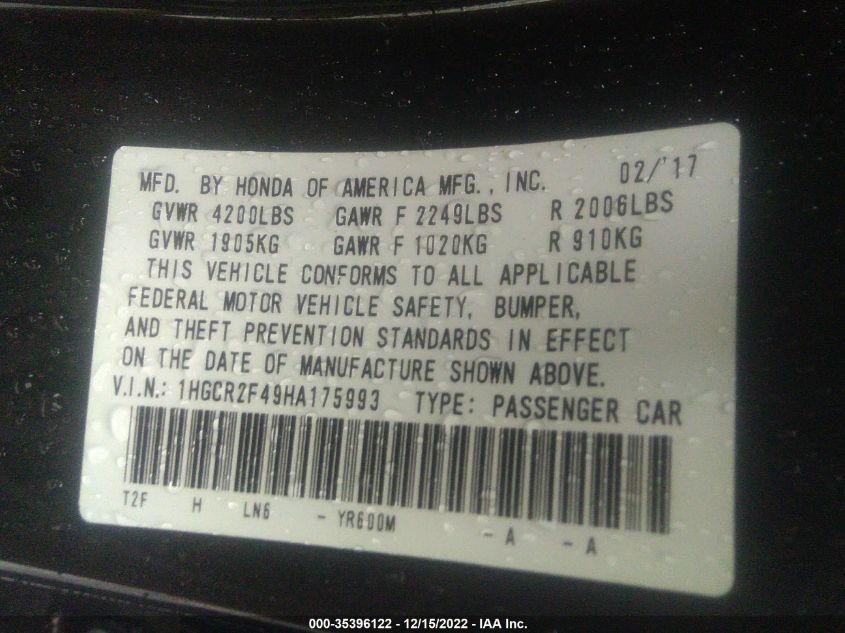 MFD. BY HONDA OF AMERICA MFG., INC. 02/'17
GVWR 4200LBS GAWR F 2249LBS R 2006LBS
GVWR 1905KG GAWR F 1020KG R 910KG
THIS VEHICLE CONFORMS TO ALL APPLICABLE
FEDERAL MOTOR VEHICLE SAFETY, BUMPER,
AND THEFT PREVENTION STANDARDS IN EFFECT
ON THE DATE OF MANUFACTURE SHOWN ABOVE.
V.I.N.: 1HGCR2F49HA175993 TYPE: PASSENGER CAR
T2F H LN6 - YR600M - A - A
000-35396122 - 12/15/2022 - IAA Inc.